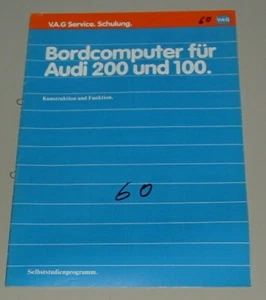 V.A.G Service. Schulung.
60
V·A·G
Bordcomputer für
Audi 200 und 100.
Konstruktion und Funktion.
60
Selbststudienprogramm.